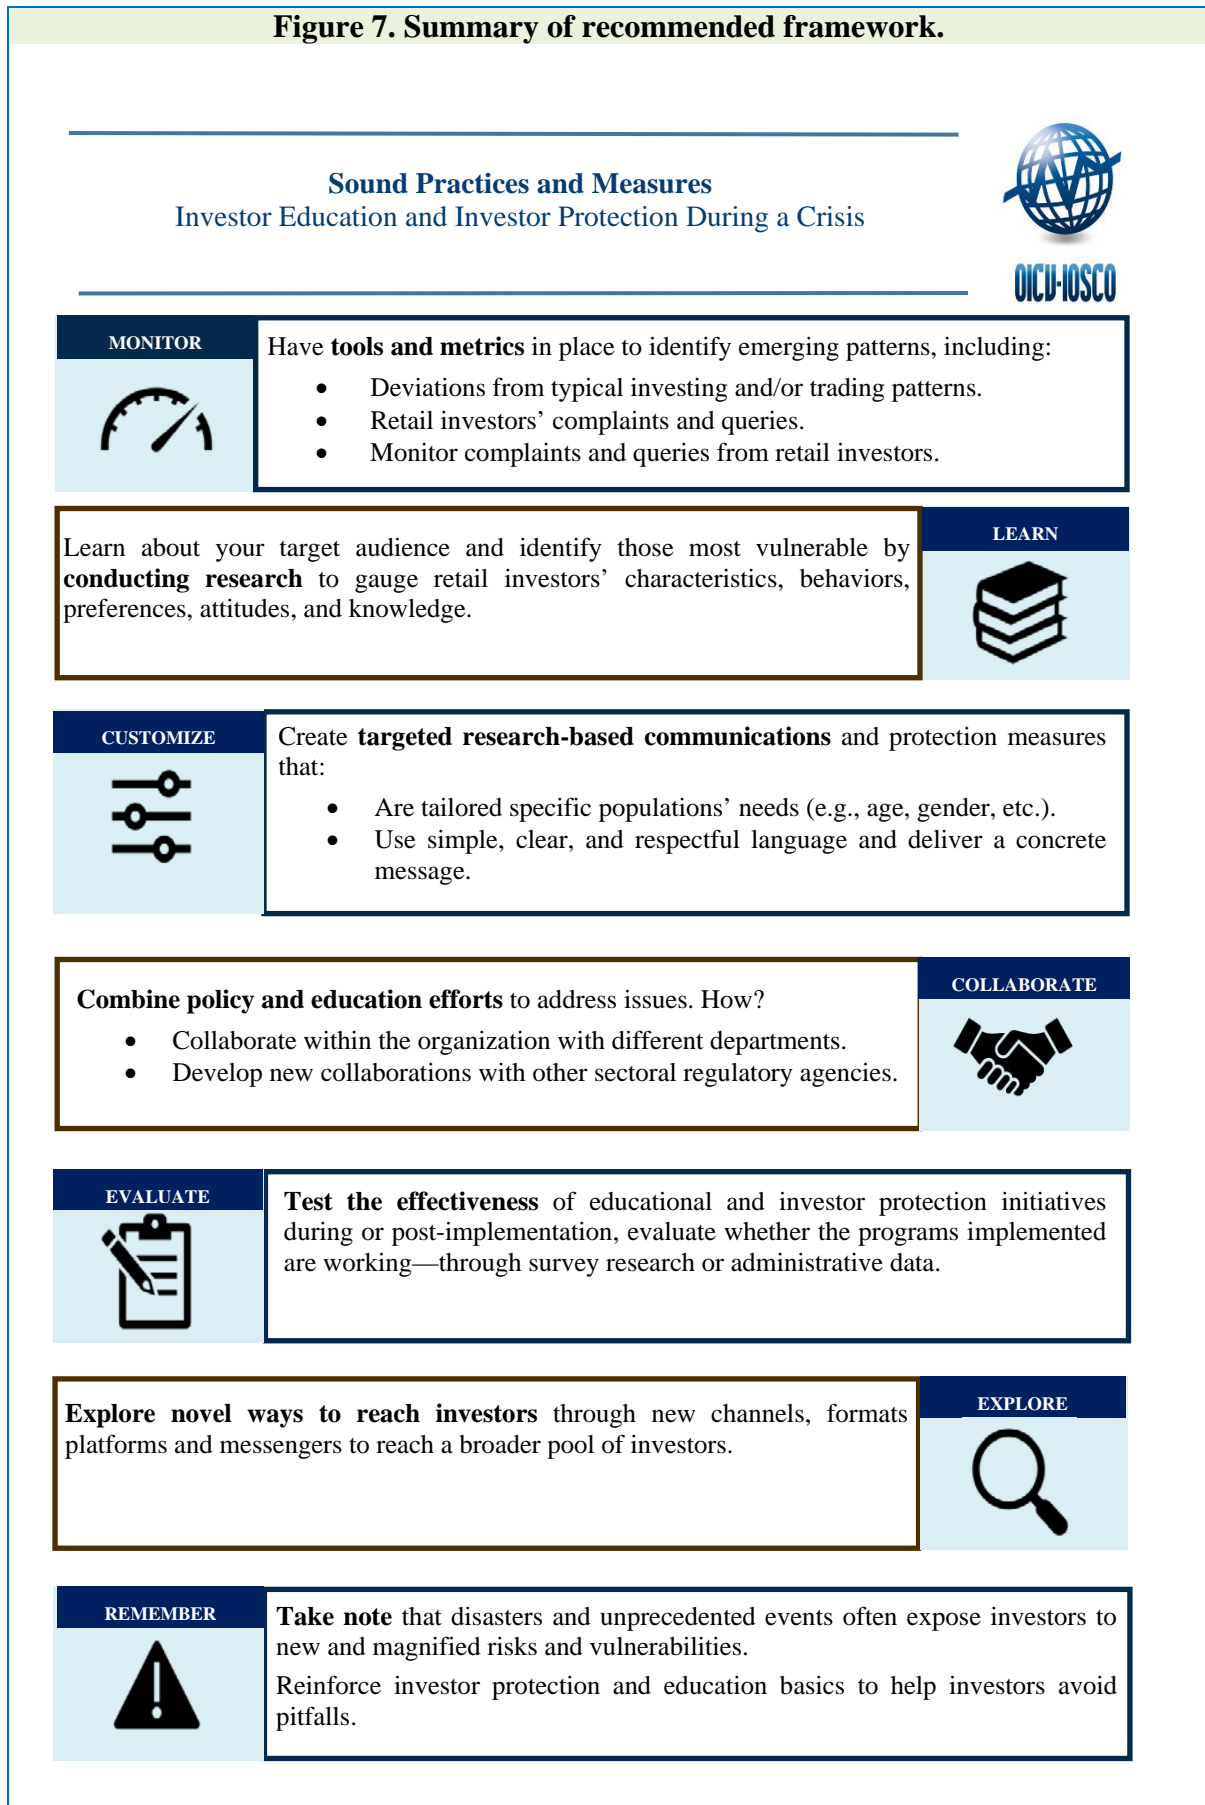 Figure 7. Summary of recommended framework.
Sound Practices and Measures
Investor Education and Investor Protection During a Crisis
OICU-IOSCO
MONITOR
Have tools and metrics in place to identify emerging patterns, including:
• Deviations from typical investing and/or trading patterns.
• Retail investors’ complaints and queries.
• Monitor complaints and queries from retail investors.
LEARN
Learn about your target audience and identify those most vulnerable by
conducting research to gauge retail investors’ characteristics, behaviors,
preferences, attitudes, and knowledge.
CUSTOMIZE
Create targeted research-based communications and protection measures
that:
• Are tailored specific populations’ needs (e.g., age, gender, etc.).
• Use simple, clear, and respectful language and deliver a concrete
message.
COLLABORATE
Combine policy and education efforts to address issues. How?
• Collaborate within the organization with different departments.
• Develop new collaborations with other sectoral regulatory agencies.
EVALUATE
Test the effectiveness of educational and investor protection initiatives
during or post-implementation, evaluate whether the programs implemented
are working—through survey research or administrative data.
EXPLORE
Explore novel ways to reach investors through new channels, formats
platforms and messengers to reach a broader pool of investors.
REMEMBER
Take note that disasters and unprecedented events often expose investors to
new and magnified risks and vulnerabilities.
Reinforce investor protection and education basics to help investors avoid
pitfalls.